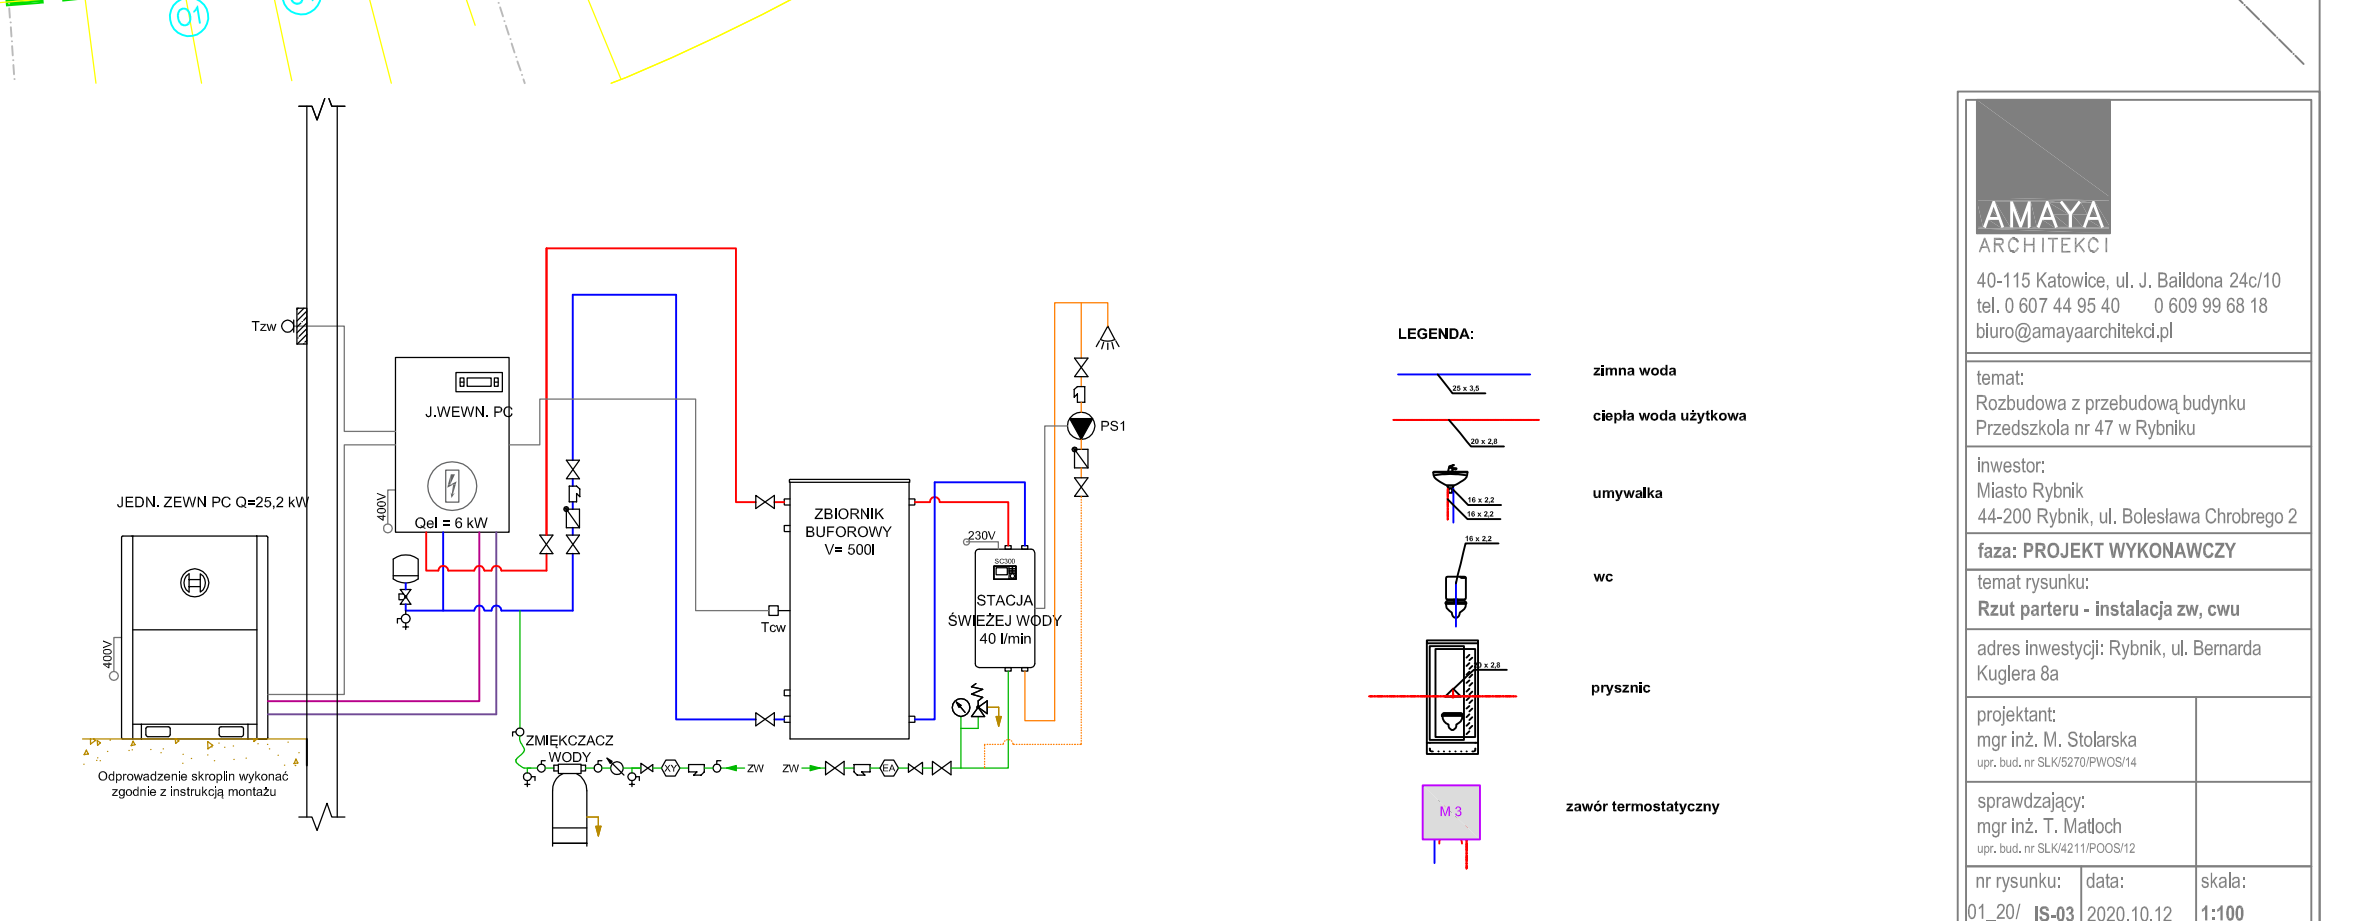 01
Tzw
J.WEWN. PC
400V
Qel = 6 kW
JEDN. ZEWN PC Q=25,2 kW
400V
Odprowadzenie skroplin wykonać
zgodnie z instrukcją montażu
ZMIĘKCZACZ
WODY
XY
ZW
ZBIORNIK
BUFOROWY
V= 500l
Tcw
230V
SC300
STACJA
ŚWIEŻEJ WODY
40 l/min
PS1
ZW
EA
LEGENDA:
25 x 3,5
zimna woda
20 x 2,8
ciepła woda użytkowa
16 x 2,2
16 x 2,2
umywalka
16 x 2,2
wc
x 2,8
prysznic
M 3
zawór termostatyczny
AMAYA
ARCHITEKCI
40-115 Katowice, ul. J. Baildona 24c/10
tel. 0 607 44 95 40 0 609 99 68 18
biuro@amayaarchitekci.pl
temat:
Rozbudowa z przebudową budynku
Przedszkola nr 47 w Rybniku
inwestor:
Miasto Rybnik
44-200 Rybnik, ul. Bolesława Chrobrego 2
faza: PROJEKT WYKONAWCZY
temat rysunku:
Rzut parteru - instalacja zw, cwu
adres inwestycji: Rybnik, ul. Bernarda
Kuglera 8a
projektant:
mgr inż. M. Stolarska
upr. bud. nr SLK/5270/PWOS/14
sprawdzający:
mgr inż. T. Matloch
upr. bud. nr SLK/4211/POOS/12
nr rysunku: data: skala:
01_20/ IS-03 2020.10.12 1:100